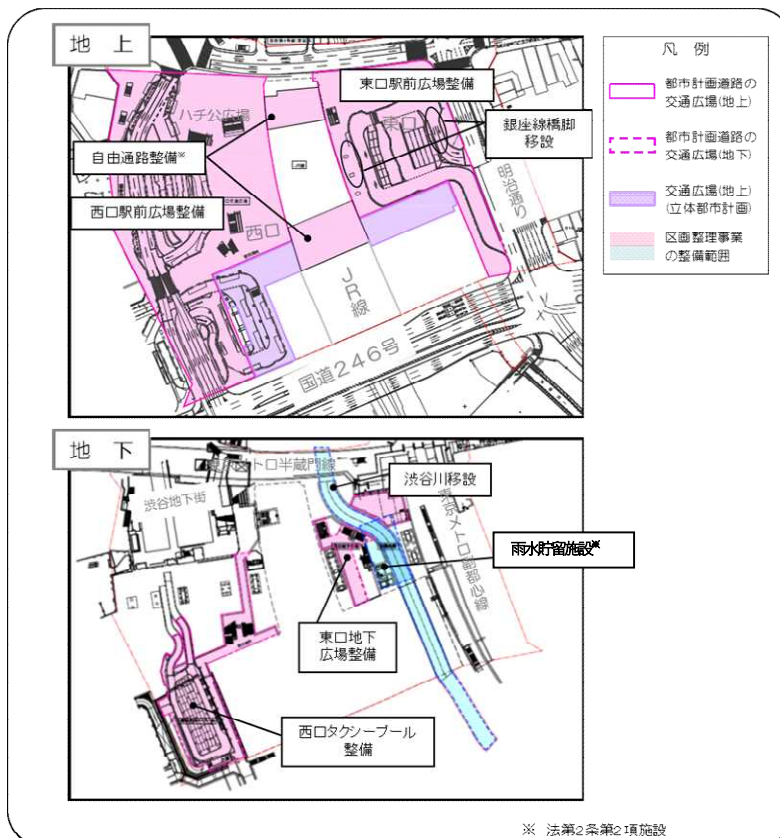 地 上
東口駅前広場整備
ハチ公広場
東口
銀座線橋脚
移設
自由通路整備※
明治通り
西口駅前広場整備
西口
JR線
国道246号
凡 例
都市計画道路の
交通広場(地上)
都市計画道路の
交通広場(地下)
交通広場(地上)
(立体都市計画)
区画整理事業
の整備範囲
地 下
東京メトロ半蔵門線
渋谷川移設
渋谷地下街
東京メトロ副都心線
雨水貯留施設※
東口地下
広場整備
西口タクシープール
整備
※ 法第2条第2項施設